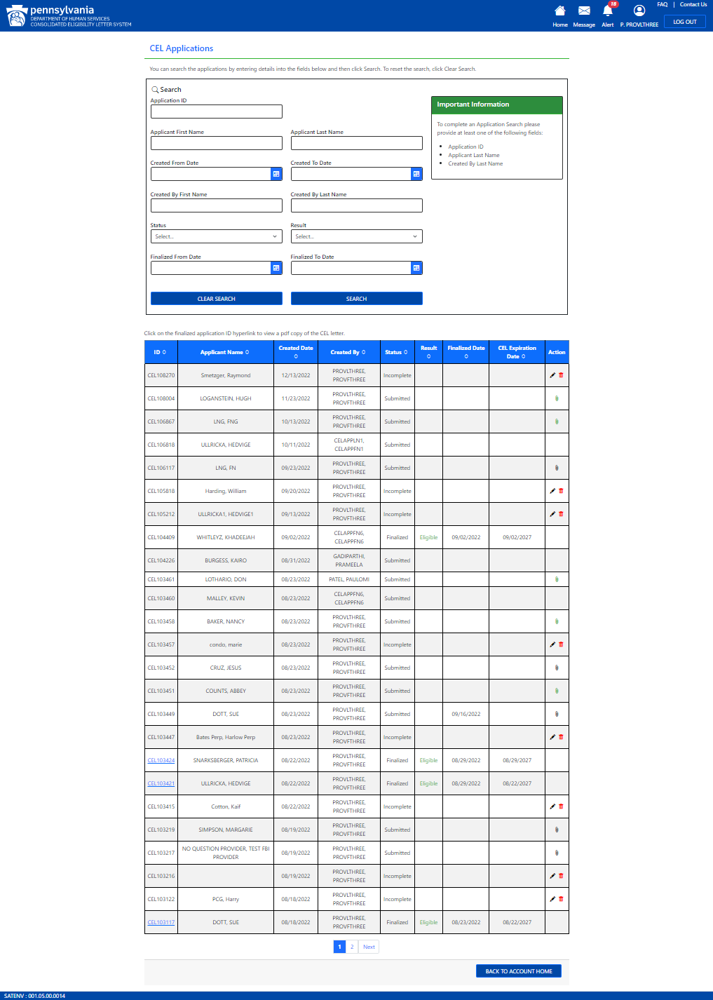 pennsylvania
DEPARTMENT OF HUMAN SERVICES
CONSOLIDATED ELIGIBILITY LETTER SYSTEM
Home
Message
18
Alert
P. PROVLTHREE
FAQ | Contact Us
LOG OUT
CEL Applications
You can search the applications by entering details into the fields below and then click Search. To reset the search, click Clear Search.
Search
Application ID
Applicant First Name
Applicant Last Name
Created From Date
Created To Date
Created By First Name
Created By Last Name
Status
Result
Select...
Select...
Finalized From Date
Finalized To Date
CLEAR SEARCH
SEARCH
Important Information
To complete an Application Search please
provide at least one of the following fields:
• Application ID
• Applicant Last Name
• Created By Last Name
Click on the finalized application ID hyperlink to view a pdf copy of the CEL letter.
ID Applicant Name Created Date Created By Status Result Finalized Date CEL Expiration Date Action
CEL108270 Smetzger, Raymond 12/13/2022 PROVLTHREE, PROVFTHREE Incomplete
CEL108004 LOGANSTEIN, HUGH 11/23/2022 PROVLTHREE, PROVFTHREE Submitted
CEL106867 LNG, FNG 10/13/2022 PROVLTHREE, PROVFTHREE Submitted
CEL106818 ULLRICKA, HEDVIGE 10/11/2022 CELAPPLN1, CELAPPFN1 Submitted
CEL106117 LNG, FN 09/23/2022 PROVLTHREE, PROVFTHREE Submitted
CEL105818 Harding, William 09/20/2022 PROVLTHREE, PROVFTHREE Incomplete
CEL105212 ULLRICKA1, HEDVIGE1 09/13/2022 PROVLTHREE, PROVFTHREE Incomplete
CEL104409 WHITLEYZ, KHADEEJAH 09/02/2022 CELAPPFN6, CELAPPFN6 Finalized Eligible 09/02/2022 09/02/2027
CEL104226 BURGESS, KAIRO 08/31/2022 GADIPARTHI, PRAMEELA Submitted
CEL103461 LOTHARIO, DON 08/23/2022 PATEL, PAULOMI Submitted
CEL103460 MALLEY, KEVIN 08/23/2022 CELAPPFN6, CELAPPFN6 Submitted
CEL103458 BAKER, NANCY 08/23/2022 PROVLTHREE, PROVFTHREE Submitted
CEL103457 condo, marie 08/23/2022 PROVLTHREE, PROVFTHREE Incomplete
CEL103452 CRUZ, JESUS 08/23/2022 PROVLTHREE, PROVFTHREE Submitted
CEL103451 COUNTS, ABBEY 08/23/2022 PROVLTHREE, PROVFTHREE Submitted
CEL103449 DOTT, SUE 08/23/2022 PROVLTHREE, PROVFTHREE Submitted 09/16/2022
CEL103447 Bates Perp, Harlow Perp 08/23/2022 PROVLTHREE, PROVFTHREE Incomplete
CEL103424 SNARKSBERGER, PATRICIA 08/22/2022 PROVLTHREE, PROVFTHREE Finalized Eligible 08/29/2022 08/29/2027
CEL103421 ULLRICKA, HEDVIGE 08/22/2022 PROVLTHREE, PROVFTHREE Finalized Eligible 08/29/2022 08/22/2027
CEL103415 Cotton, Kaif 08/22/2022 PROVLTHREE, PROVFTHREE Incomplete
CEL103219 SIMPSON, MARGARIE 08/19/2022 PROVLTHREE, PROVFTHREE Submitted
CEL103217 NO QUESTION PROVIDER, TEST FBI PROVIDER 08/19/2022 PROVLTHREE, PROVFTHREE Submitted
CEL103216 08/19/2022 PROVLTHREE, PROVFTHREE Incomplete
CEL103122 PCG, Harry 08/18/2022 PROVLTHREE, PROVFTHREE Incomplete
CEL103117 DOTT, SUE 08/18/2022 PROVLTHREE, PROVFTHREE Finalized Eligible 08/23/2022 08/22/2027
1 2 Next
BACK TO ACCOUNT HOME
SATENV : 001.05.00.0014